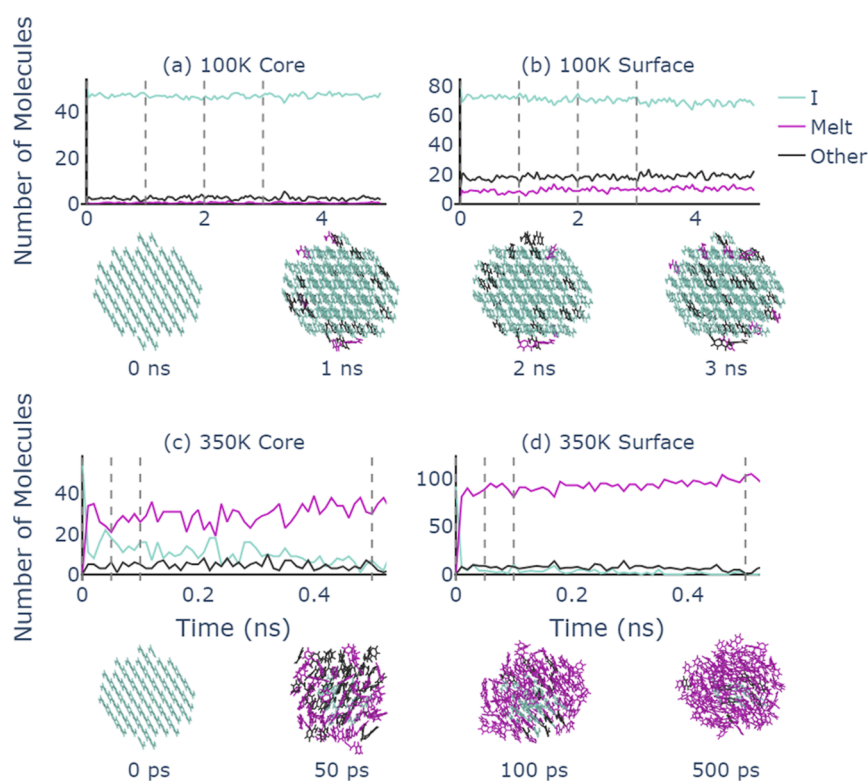 (a) 100K Core
(b) 100K Surface
Number of Molecules
40
20
0
0
2
4
80
60
40
20
0
0
2
4
I
Melt
Other
0 ns
1 ns
2 ns
3 ns
(c) 350K Core
(d) 350K Surface
Number of Molecules
40
20
0
0
0.2
0.4
100
50
0
0
0.2
0.4
Time (ns)
Time (ns)
0 ps
50 ps
100 ps
500 ps